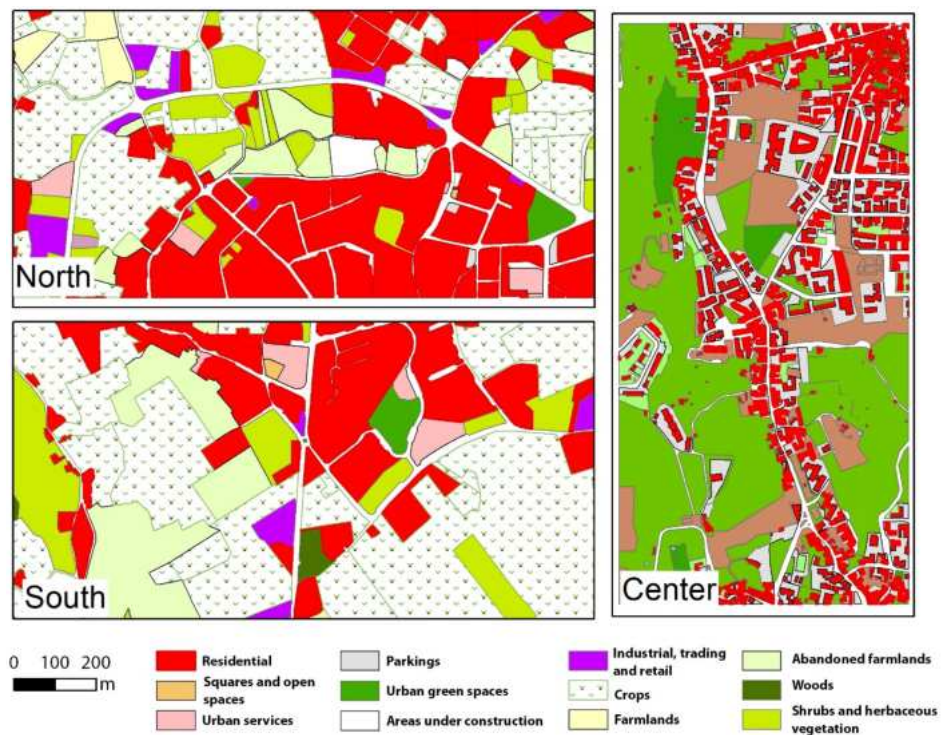 North
South
Center
0 100 200
m
Residential
Squares and open
spaces
Urban services
Parkings
Urban green spaces
Areas under construction
Industrial, trading
and retail
Crops
Farmlands
Abandoned farmlands
Woods
Shrubs and herbaceous
vegetation